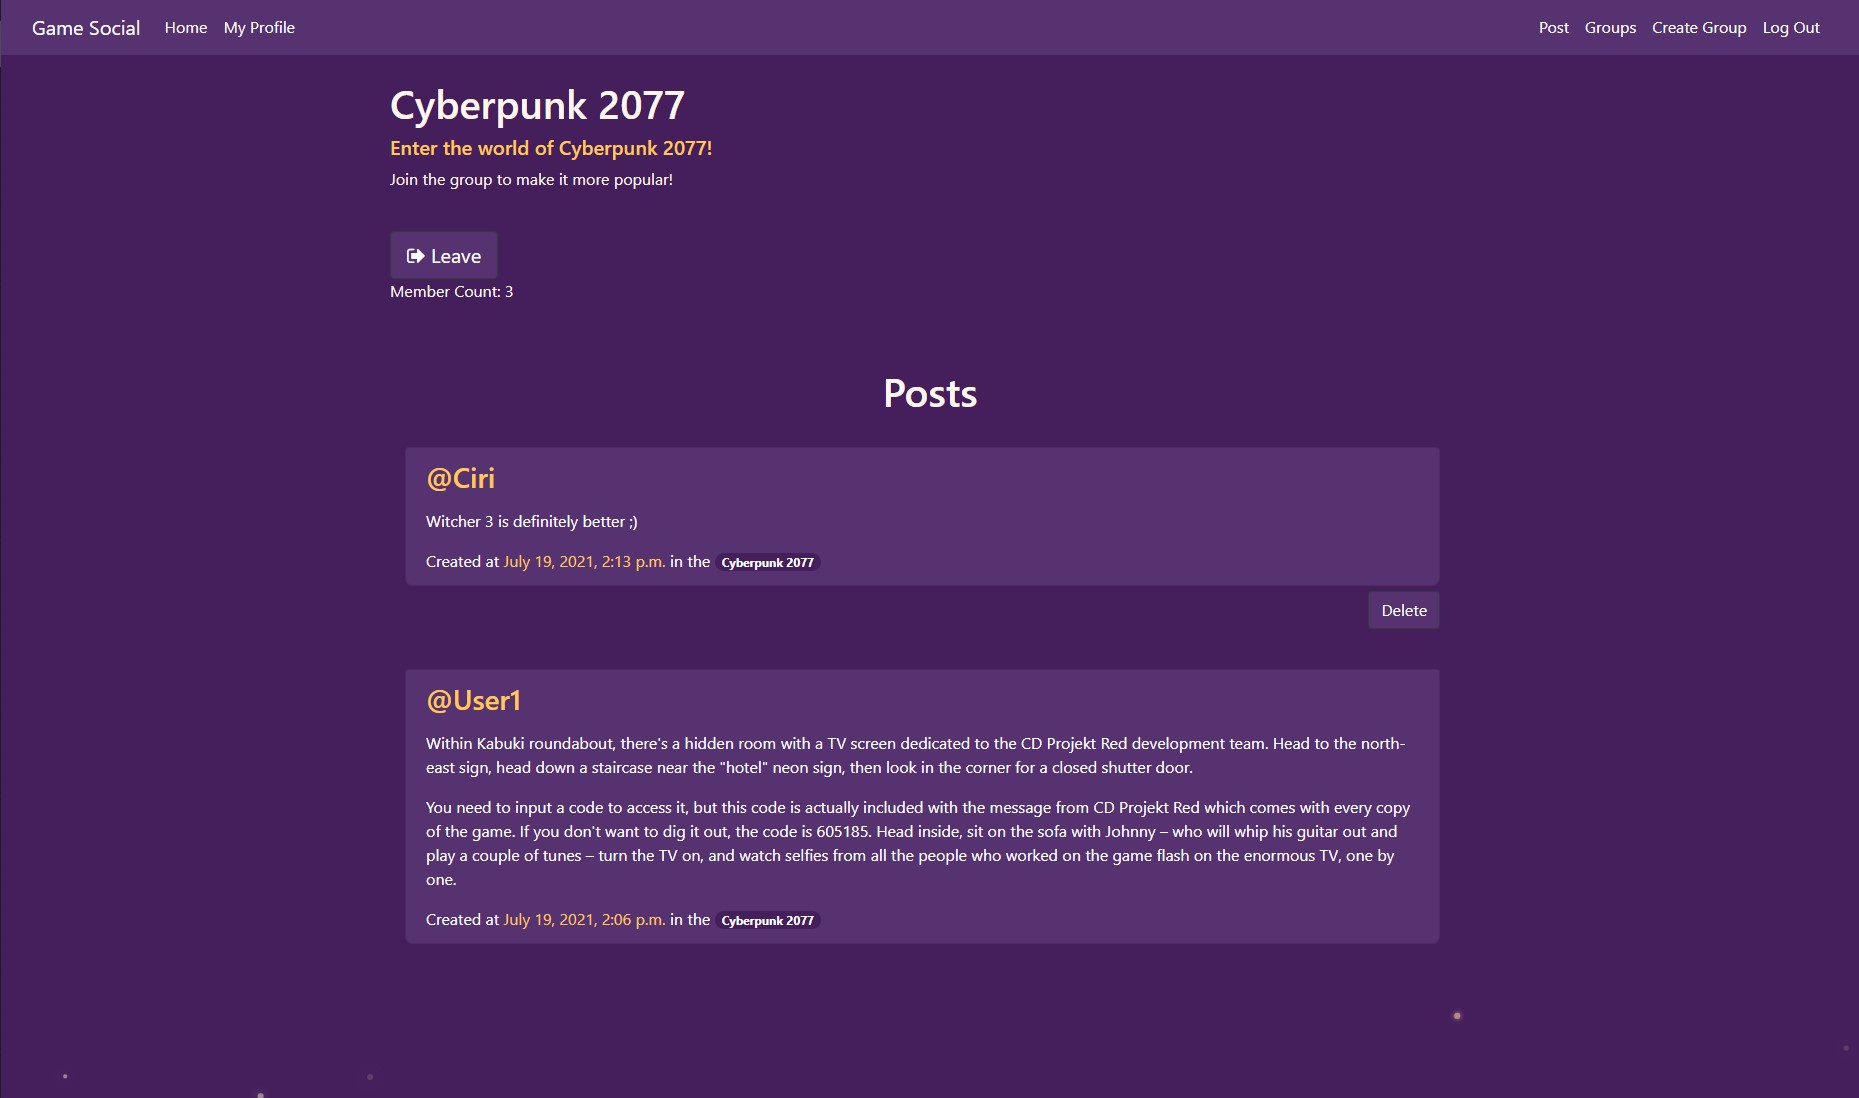 Game Social Home My Profile Post Groups Create Group Log Out
Cyberpunk 2077
Enter the world of Cyberpunk 2077!
Join the group to make it more popular!
Leave
Member Count: 3
Posts
@Ciri
Witcher 3 is definitely better ;)
Created at July 19, 2021, 2:13 p.m. in the Cyberpunk 2077
Delete
@User1
Within Kabuki roundabout, there's a hidden room with a TV screen dedicated to the CD Projekt Red development team. Head to the north-
east sign, head down a staircase near the "hotel" neon sign, then look in the corner for a closed shutter door.
You need to input a code to access it, but this code is actually included with the message from CD Projekt Red which comes with every copy
of the game. If you don't want to dig it out, the code is 605185. Head inside, sit on the sofa with Johnny – who will whip his guitar out and
play a couple of tunes – turn the TV on, and watch selfies from all the people who worked on the game flash on the enormous TV, one by
one.
Created at July 19, 2021, 2:06 p.m. in the Cyberpunk 2077